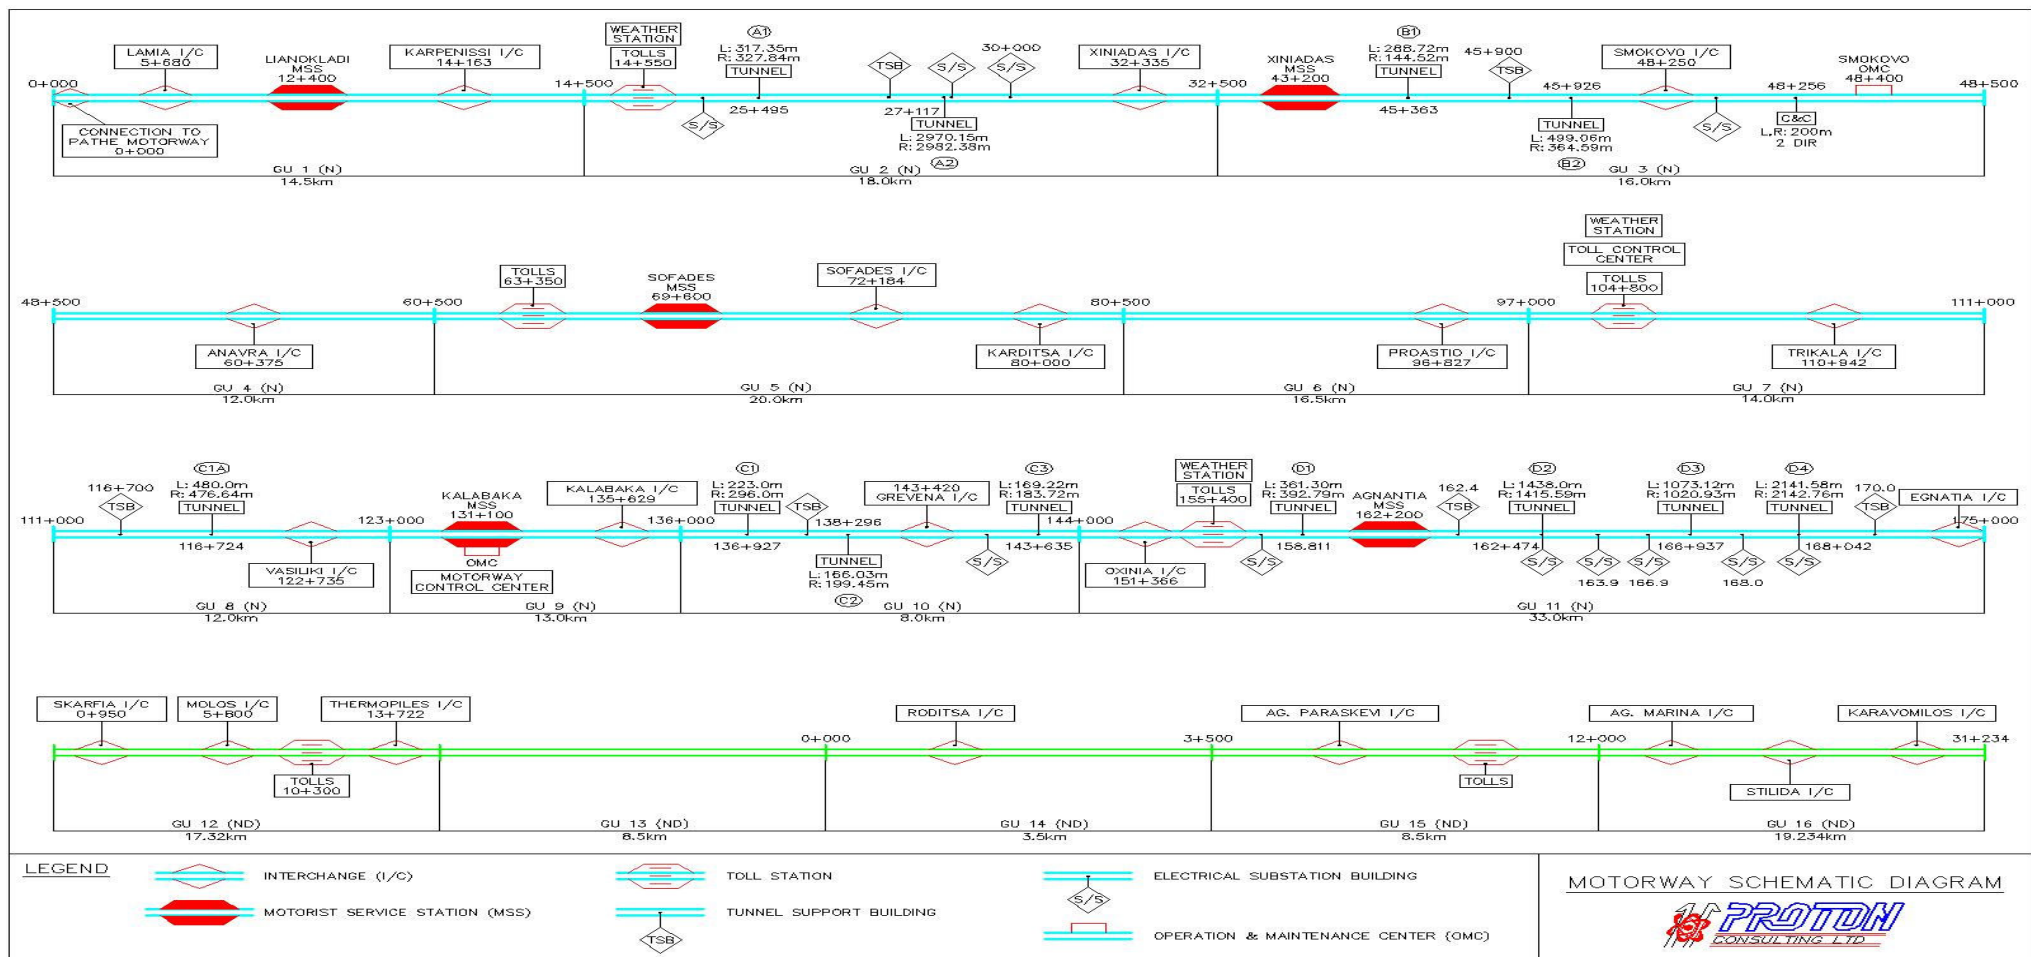 LAMIA I/C
5+680
LIANOKLADI
MSS
12+400
KARPENISSI I/C
14+163
WEATHER
STATION
TOLLS
14+550
A1
L: 317.35m
R: 327.84m
TUNNEL
TSB
S/S
30+000
S/S
XINIADAS I/C
32+335
XINIADAS
MSS
43+200
B1
L: 288.72m
R: 144.52m
TUNNEL
45+900
TSB
SMOKOVO I/C
48+250
SMOKOVO
OMC
48+400
0+000
14+500
32+500
45+926
48+256
48+500
CONNECTION TO
PATHE MOTORWAY
0+000
S/S
25+495
27+117
TUNNEL
L: 2970.15m
R: 2982.38m
A2
45+363
TUNNEL
L: 499.06m
R: 364.59m
B2
S/S
C&C
L,R: 200m
2 DIR
GU 1 (N)
14.5km
GU 2 (N)
18.0km
GU 3 (N)
16.0km
WEATHER
STATION
TOLL CONTROL
CENTER
TOLLS
63+350
SOFADES
MSS
69+600
SOFADES I/C
72+184
TOLLS
104+800
48+500
60+500
80+500
97+000
111+000
ANAVRA I/C
60+375
KARDITSA I/C
80+000
PROASTIO I/C
96+827
TRIKALA I/C
110+942
GU 4 (N)
12.0km
GU 5 (N)
20.0km
GU 6 (N)
16.5km
GU 7 (N)
14.0km
116+700
TSB
C1A
L: 480.0m
R: 476.64m
TUNNEL
KALABAKA
MSS
131+100
KALABAKA I/C
135+629
C1
L: 223.0m
R: 296.0m
TUNNEL
TSB
143+420
GREVENA I/C
C3
L: 169.22m
R: 183.72m
TUNNEL
WEATHER
STATION
TOLLS
155+400
D1
L: 361.30m
R: 392.79m
TUNNEL
AGNANTIA
MSS
162+200
162.4
TSB
D2
L: 1438.0m
R: 1415.59m
TUNNEL
D3
L: 1073.12m
R: 1020.93m
TUNNEL
D4
L: 2141.58m
R: 2142.76m
TUNNEL
170.0
TSB
EGNATIA I/C
111+000
123+000
136+000
138+296
144+000
175+000
116+724
VASILIKI I/C
122+735
OMC
MOTORWAY
CONTROL CENTER
136+927
TUNNEL
L: 166.03m
R: 199.45m
C2
S/S
143+635
OXINIA I/C
151+366
S/S
158.811
162+474
S/S
S/S
163.9
S/S
166.9
166+937
S/S
168.0
S/S
168+042
GU 8 (N)
12.0km
GU 9 (N)
13.0km
GU 10 (N)
8.0km
GU 11 (N)
33.0km
SKARFIA I/C
0+950
MOLOS I/C
5+800
THERMOPILES I/C
13+722
RODITSA I/C
AG. PARASKEVI I/C
AG. MARINA I/C
KARAVOMILOS I/C
0+000
3+500
12+000
31+234
TOLLS
10+300
TOLLS
STILIDA I/C
GU 12 (ND)
17.32km
GU 13 (ND)
8.5km
GU 14 (ND)
3.5km
GU 15 (ND)
8.5km
GU 16 (ND)
19.234km
LEGEND
INTERCHANGE (I/C)
TOLL STATION
ELECTRICAL SUBSTATION BUILDING
S/S
MOTORIST SERVICE STATION (MSS)
TUNNEL SUPPORT BUILDING
TSB
OPERATION & MAINTENANCE CENTER (OMC)
MOTORWAY SCHEMATIC DIAGRAM
PROTON
CONSULTING LTD